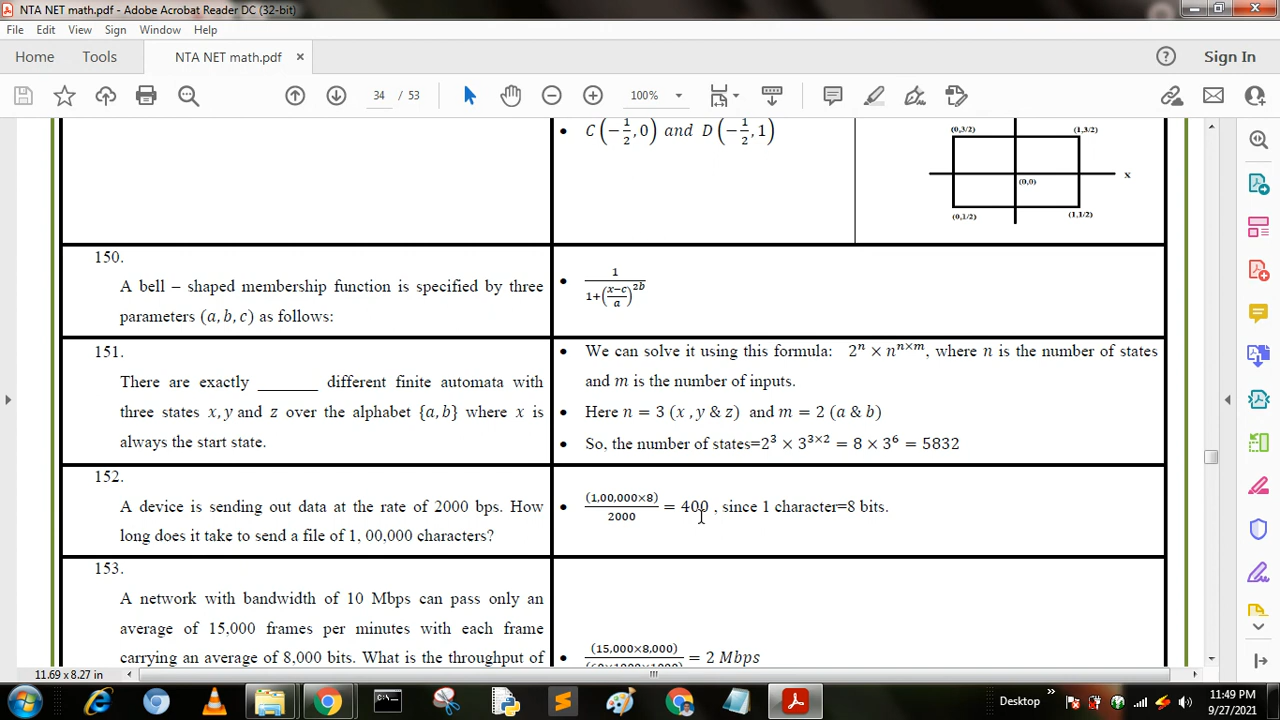 NTA NET math.pdf - Adobe Acrobat Reader DC (32-bit)
File Edit View Sign Window Help
Home Tools NTA NET math.pdf × Sign In
34 / 53 100%
C(−1/2, 0) and D(−1/2, 1)
(0,3/2) (1,3/2)
x
(0,0)
(0,1/2) (1,1/2)
150.
A bell – shaped membership function is specified by three
parameters (a, b, c) as follows:
• 1/(1+((x−c)/a)^2b)
151.
There are exactly _______ different finite automata with
three states x, y and z over the alphabet {a, b} where x is
always the start state.
• We can solve it using this formula: 2ⁿ × n^(n×m), where n is the number of states
and m is the number of inputs.
• Here n = 3 (x , y & z) and m = 2 (a & b)
• So, the number of states=2³ × 3^(3×2) = 8 × 3⁶ = 5832
152.
A device is sending out data at the rate of 2000 bps. How
long does it take to send a file of 1, 00,000 characters?
• (1,00,000×8)/2000 = 400 , since 1 character=8 bits.
153.
A network with bandwidth of 10 Mbps can pass only an
average of 15,000 frames per minutes with each frame
carrying an average of 8,000 bits. What is the throughput of
• (15,000×8,000)/(60×1000×1000) = 2 Mbps
11.69 x 8.27 in
Desktop
11:49 PM
9/27/2021